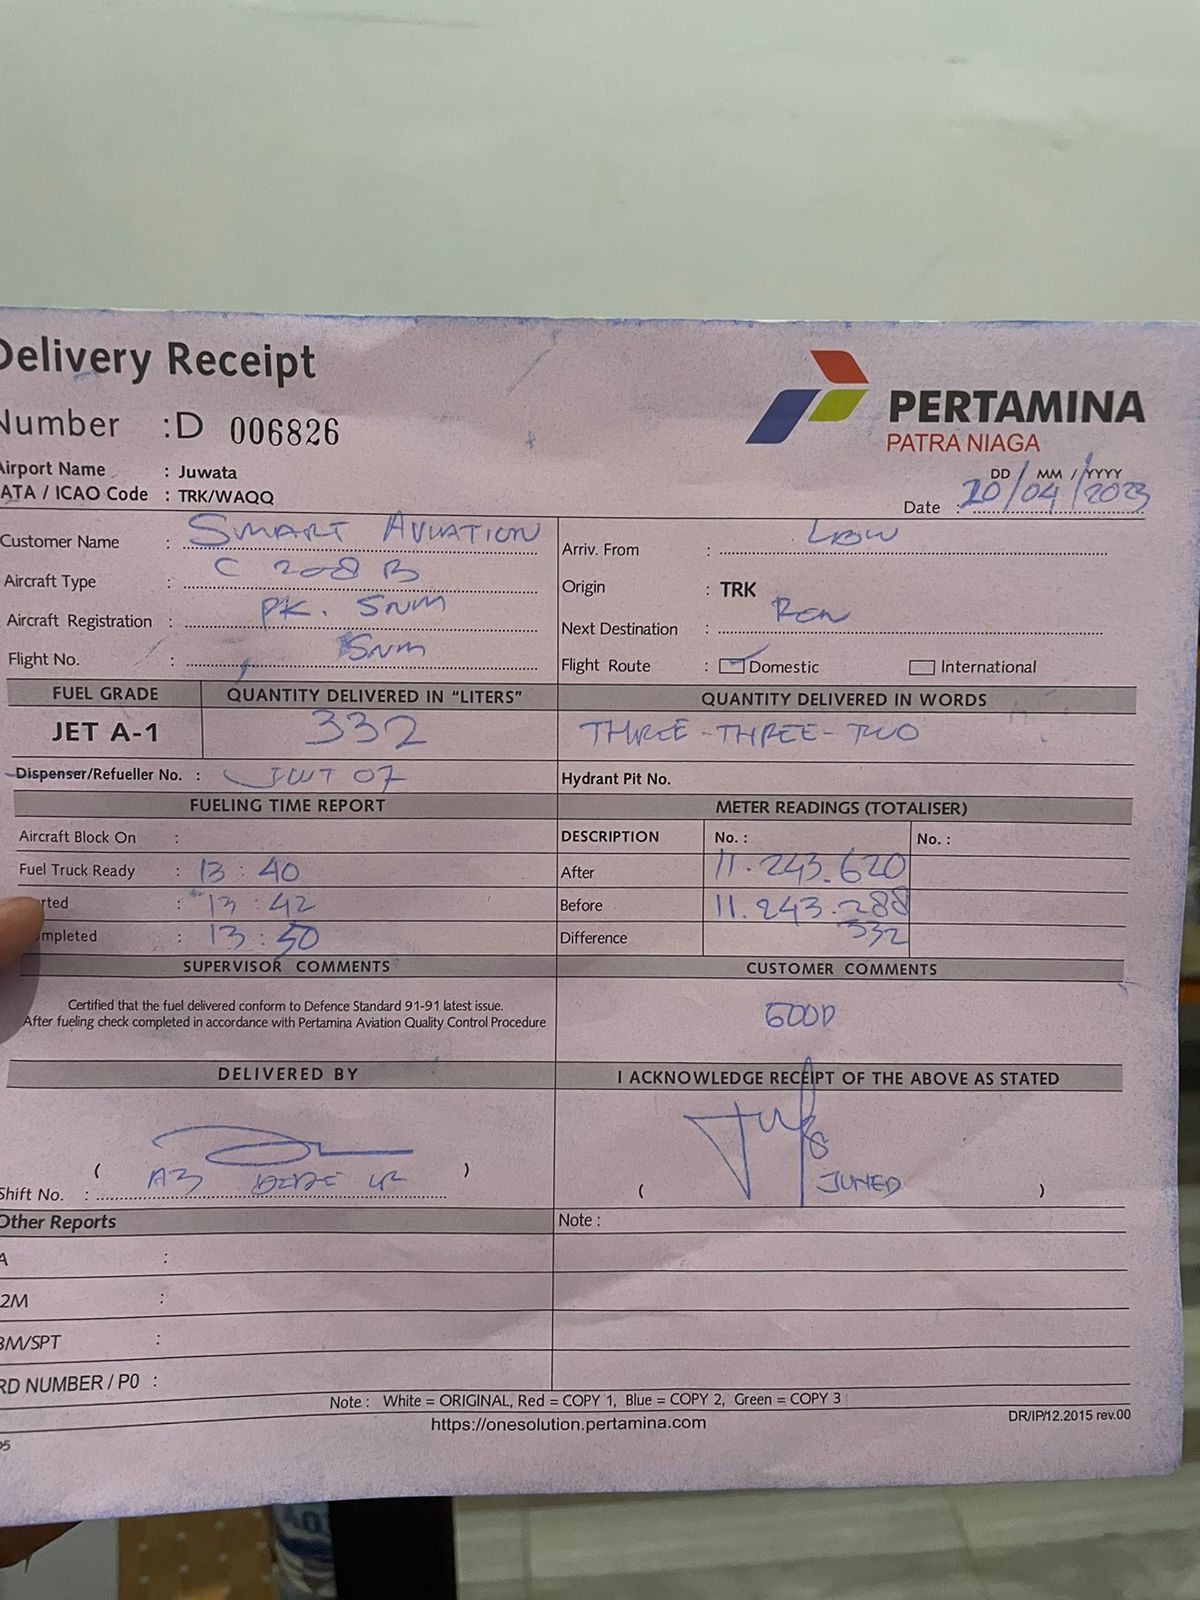 Delivery Receipt
Number : D 006826
PERTAMINA
PATRA NIAGA
Airport Name : Juwata
IATA / ICAO Code : TRK/WAQQ
DD / MM / YYYY
Date : 20/04/2023
Customer Name : SMART AVIATION
Arriv. From : LBW
Aircraft Type : C 208 B
Origin : TRK
Aircraft Registration : PK. SNM
Next Destination :
Flight No. : SNM
Flight Route : Domestic International
FUEL GRADE QUANTITY DELIVERED IN "LITERS" QUANTITY DELIVERED IN WORDS
JET A-1 332 THREE-THREE-TWO
Dispenser/Refueller No. : JWT 07 Hydrant Pit No.
FUELING TIME REPORT METER READINGS (TOTALISER)
Aircraft Block On : DESCRIPTION No. : No. :
Fuel Truck Ready : 13 : 40 After 11.243.620
rted : 13 : 42 Before 11.243.288
mpleted : 13 : 50 Difference 332
SUPERVISOR COMMENTS CUSTOMER COMMENTS
Certified that the fuel delivered conform to Defence Standard 91-91 latest issue.
After fueling check completed in accordance with Pertamina Aviation Quality Control Procedure
GOOD
DELIVERED BY I ACKNOWLEDGE RECEIPT OF THE ABOVE AS STATED
( )
Shift No. :
( JUNED )
Other Reports Note :
A :
2M :
BM/SPT :
RD NUMBER / P0 :
Note : White = ORIGINAL, Red = COPY 1, Blue = COPY 2, Green = COPY 3
https://onesolution.pertamina.com
DR/IP/12.2015 rev.00